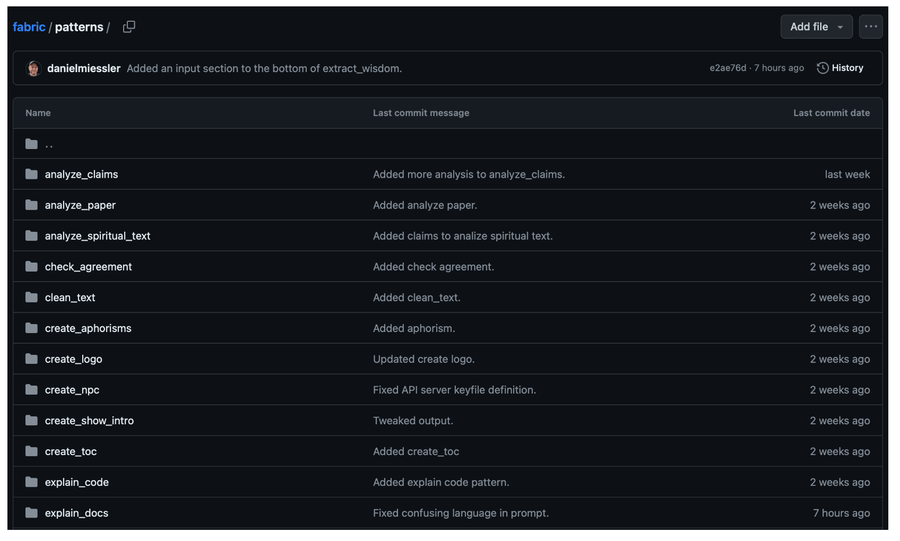 fabric / patterns /
Add file
danielmiessler Added an input section to the bottom of extract_wisdom.
e2ae76d · 7 hours ago
History
Name Last commit message Last commit date
..
analyze_claims Added more analysis to analyze_claims. last week
analyze_paper Added analyze paper. 2 weeks ago
analyze_spiritual_text Added claims to analize spiritual text. 2 weeks ago
check_agreement Added check agreement. 2 weeks ago
clean_text Added clean_text. 2 weeks ago
create_aphorisms Added aphorism. 2 weeks ago
create_logo Updated create logo. 2 weeks ago
create_npc Fixed API server keyfile definition. 2 weeks ago
create_show_intro Tweaked output. 2 weeks ago
create_toc Added create_toc 2 weeks ago
explain_code Added explain code pattern. 2 weeks ago
explain_docs Fixed confusing language in prompt. 7 hours ago